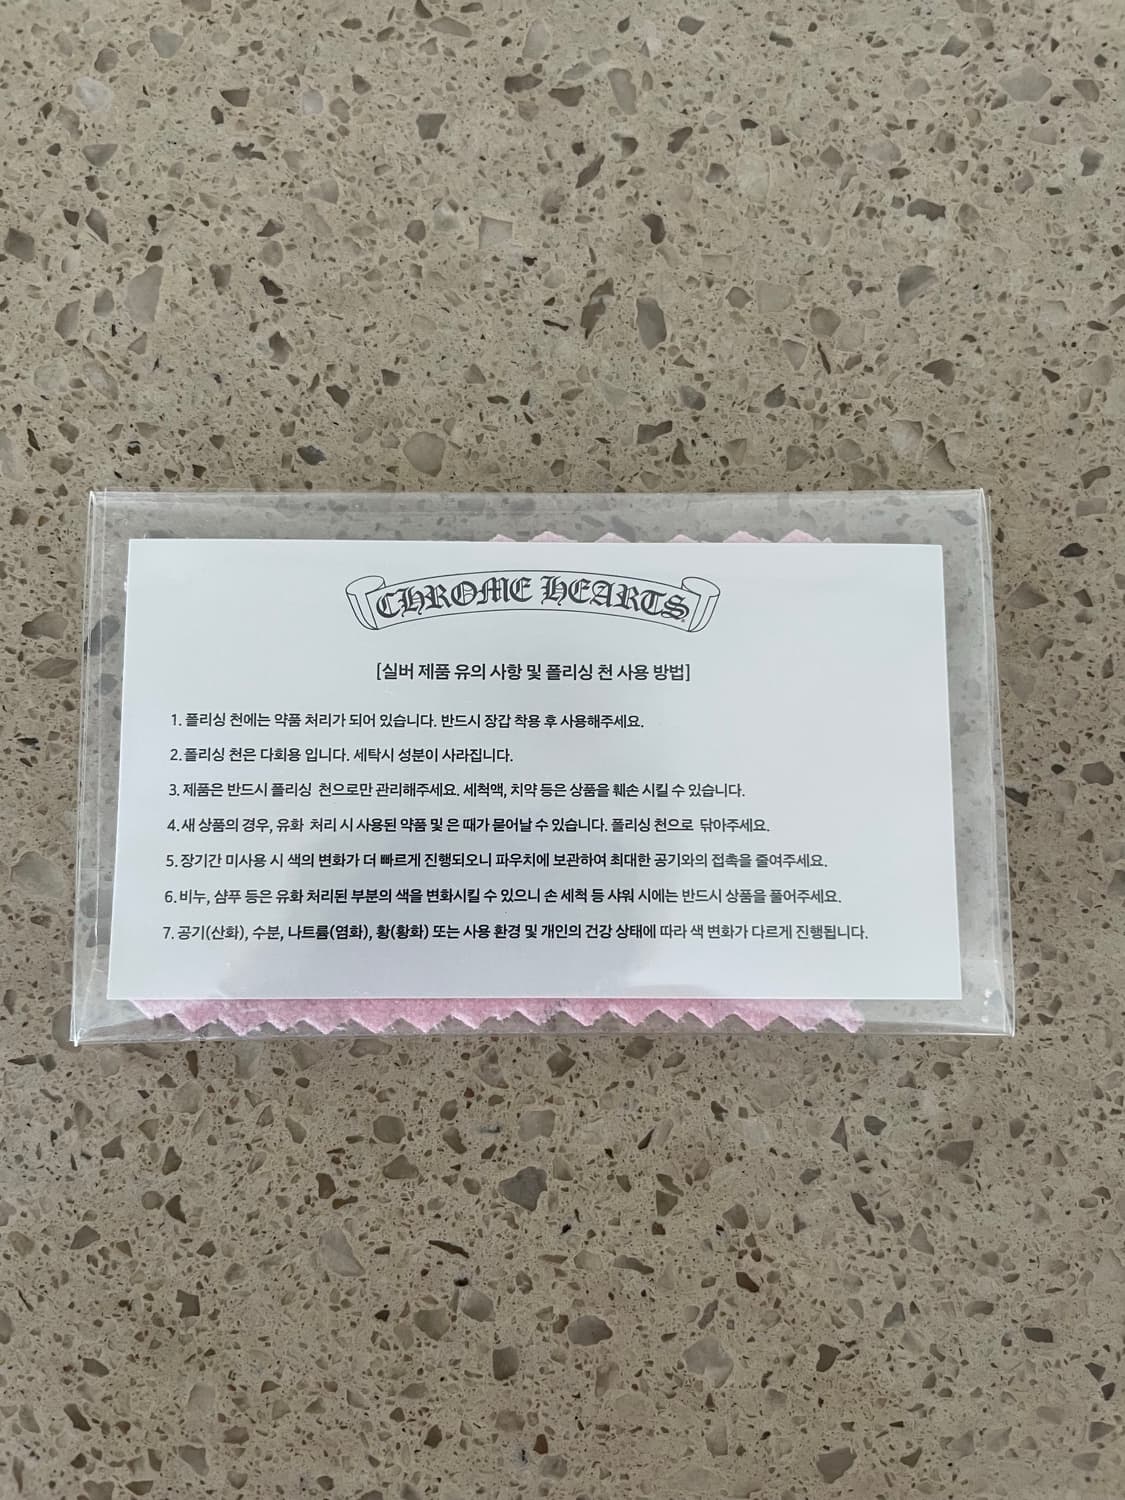 CHROME HEARTS
[실버 제품 유의 사항 및 폴리싱 천 사용 방법]
1. 폴리싱 천에는 약품 처리가 되어 있습니다. 반드시 장갑 착용 후 사용해주세요.
2. 폴리싱 천은 다회용 입니다. 세탁시 성분이 사라집니다.
3. 제품은 반드시 폴리싱 천으로만 관리해주세요. 세척액, 치약 등은 상품을 훼손 시킬 수 있습니다.
4. 새 상품의 경우, 유화 처리 시 사용된 약품 및 은 때가 묻어날 수 있습니다. 폴리싱 천으로 닦아주세요.
5. 장기간 미사용 시 색의 변화가 더 빠르게 진행되오니 파우치에 보관하여 최대한 공기와의 접촉을 줄여주세요.
6. 비누, 샴푸 등은 유화 처리된 부분의 색을 변화시킬 수 있으니 손 세척 등 샤워 시에는 반드시 상품을 풀어주세요.
7. 공기(산화), 수분, 나트륨(염화), 황(황화) 또는 사용 환경 및 개인의 건강 상태에 따라 색 변화가 다르게 진행됩니다.